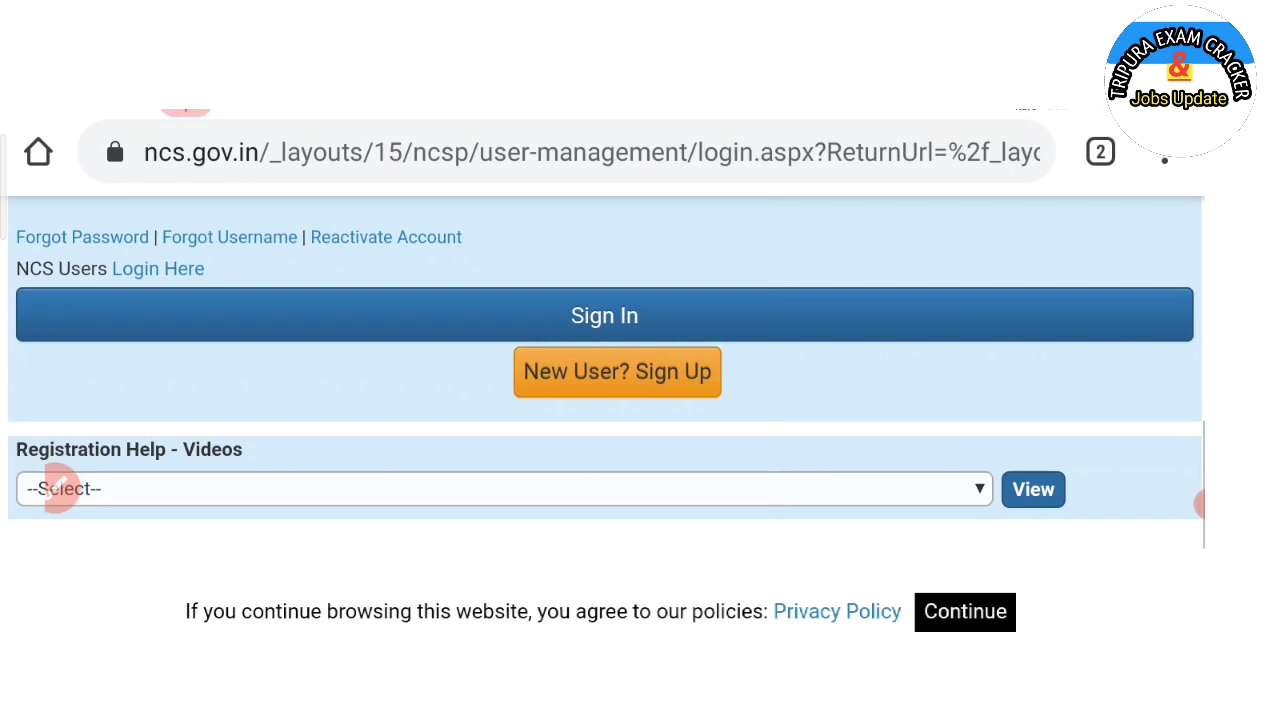 TRIPURA EXAM CRACKER
&
Jobs Update
ncs.gov.in/_layouts/15/ncsp/user-management/login.aspx?ReturnUrl=%2f_layo
2
Forgot Password | Forgot Username | Reactivate Account
NCS Users Login Here
Sign In
New User? Sign Up
Registration Help - Videos
--Select--
View
If you continue browsing this website, you agree to our policies: Privacy Policy Continue